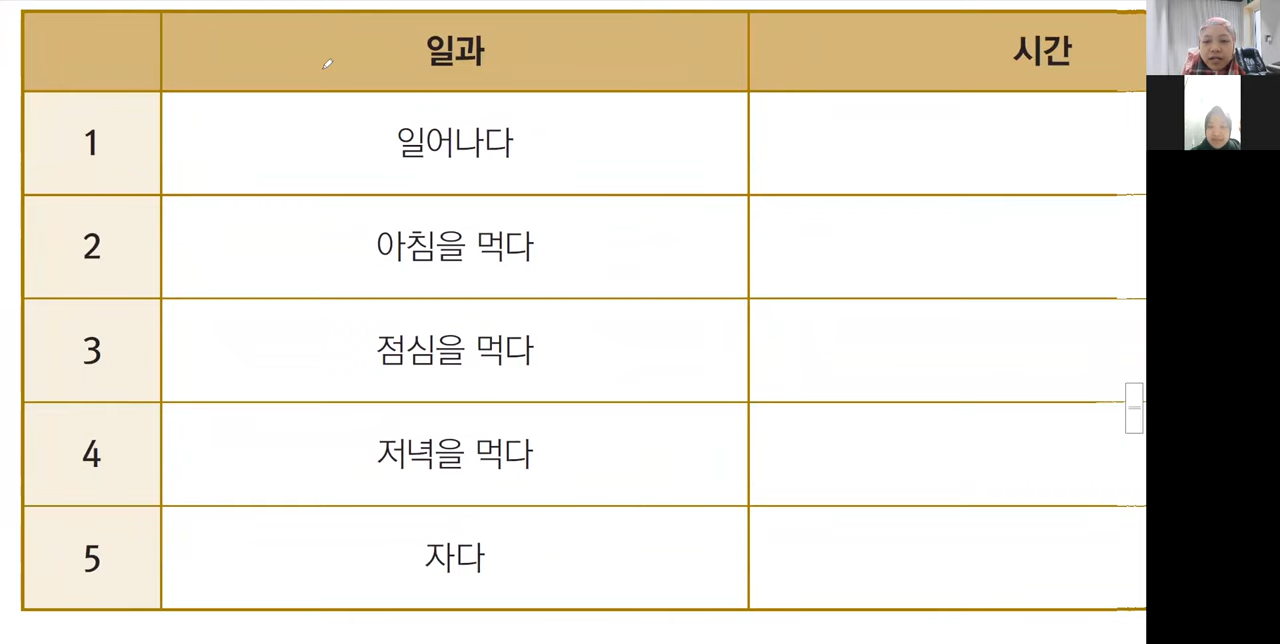 일과 시간
1 일어나다
2 아침을 먹다
3 점심을 먹다
4 저녁을 먹다
5 자다